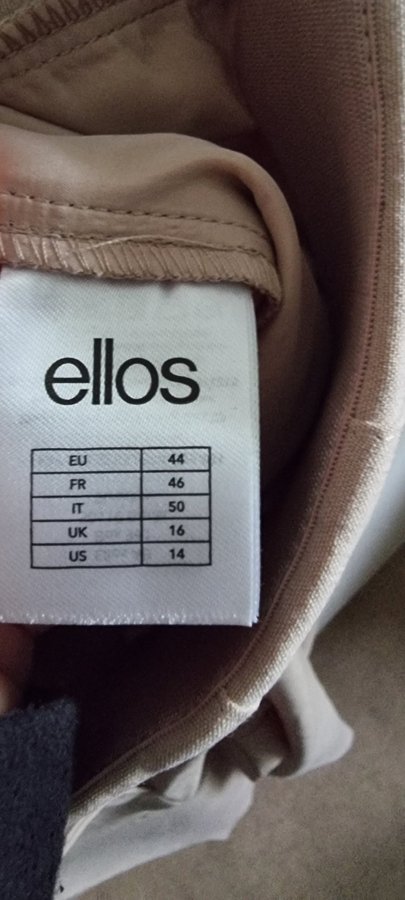 ellos
EU 44
FR 46
IT 50
UK 16
US 14